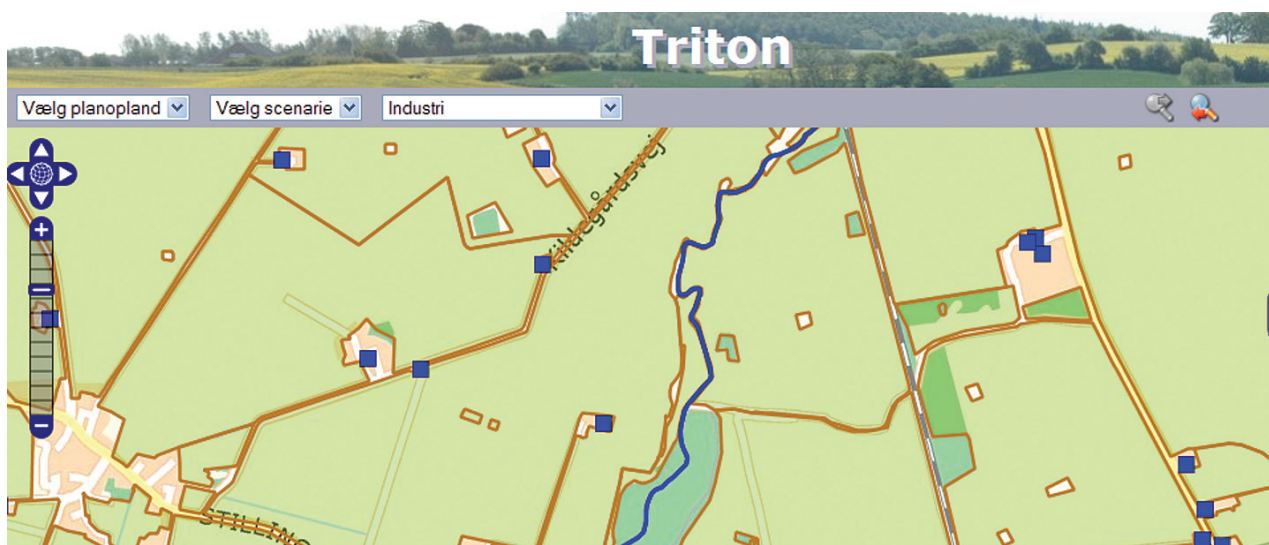 Triton
Vælg planopland
Vælg scenarie
Industri
Kildegårdsvej
STILLING